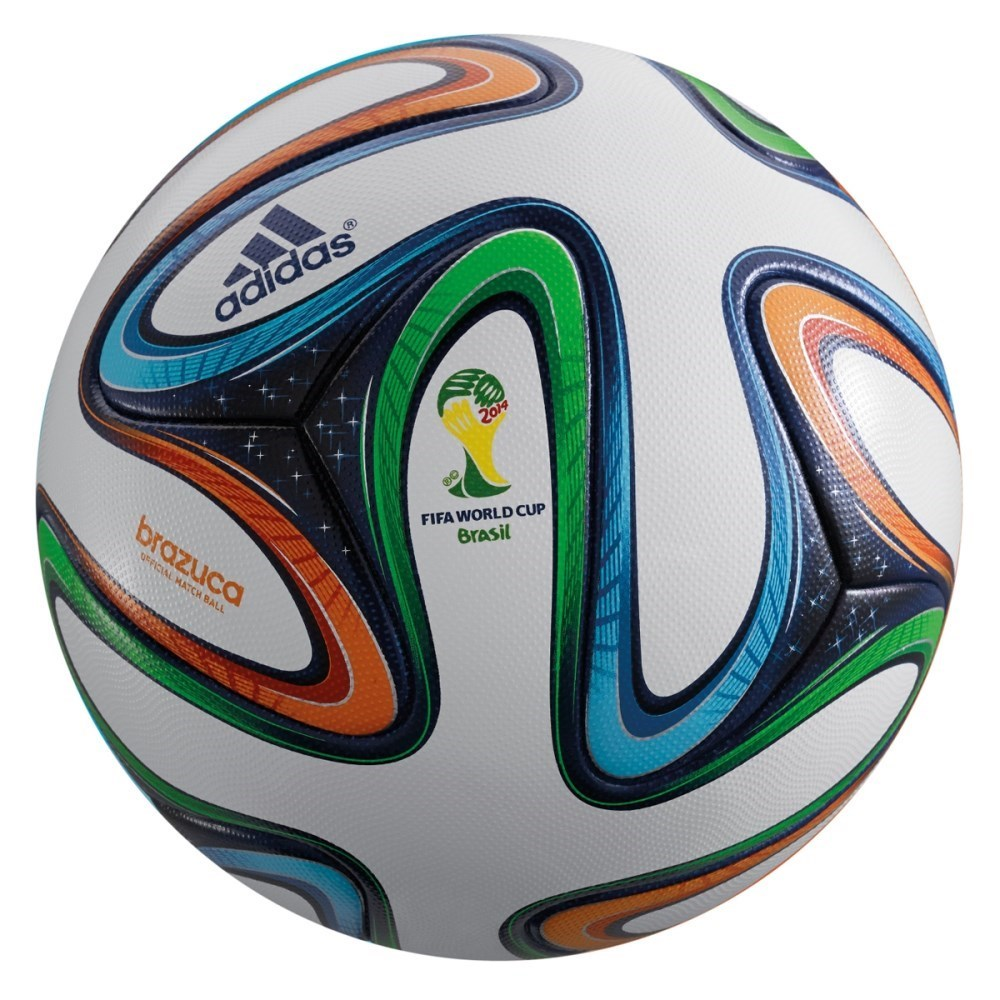 adidas®
2014
®©
FIFA WORLD CUP
Brasil
brazuca
OFFICIAL MATCH BALL